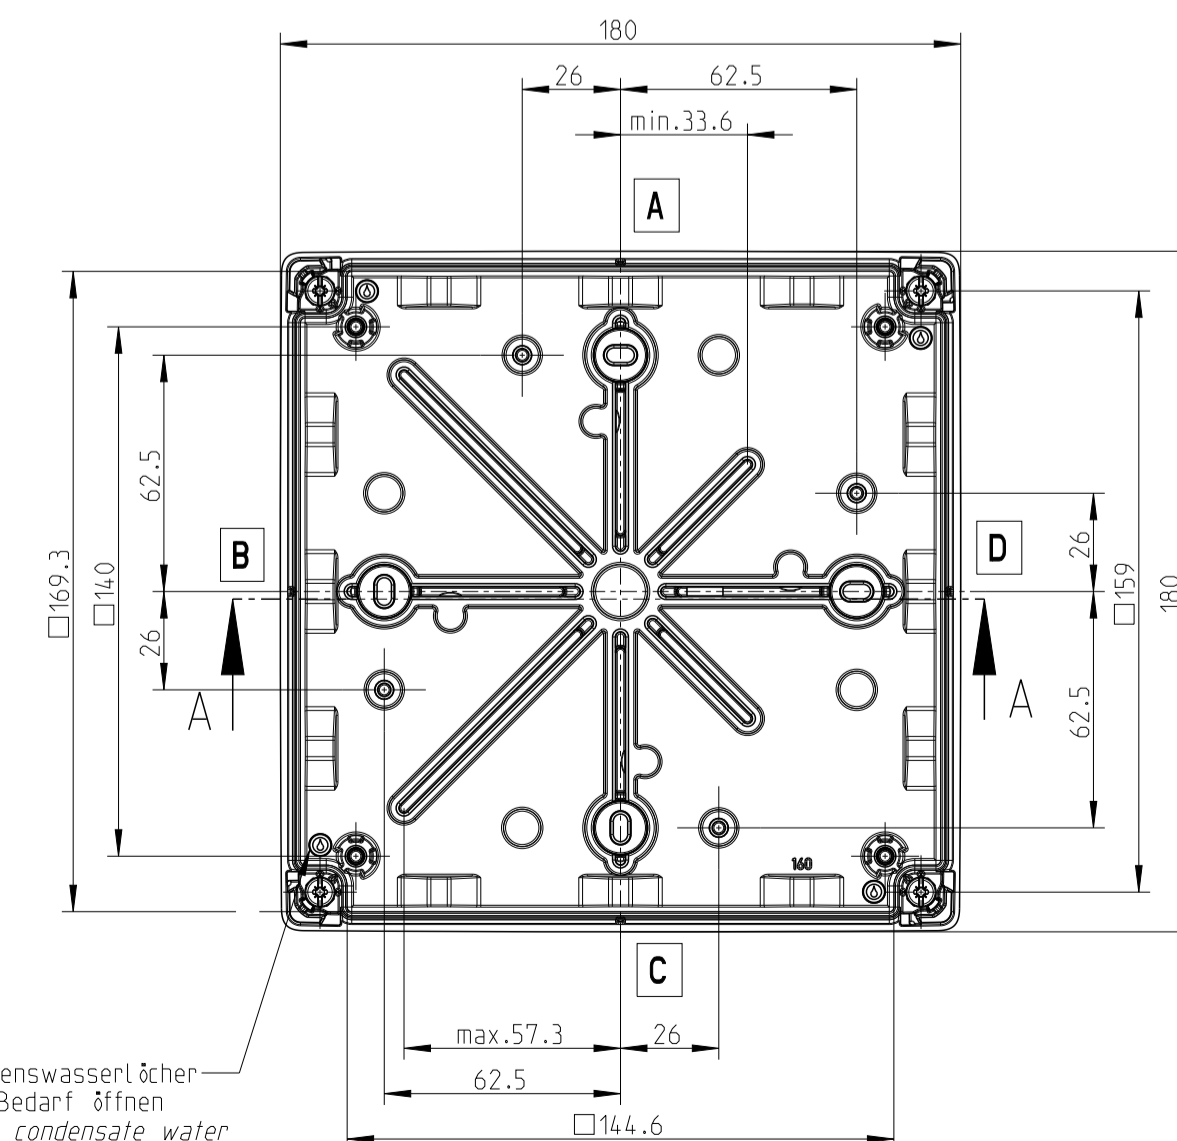 180
26
62.5
min.33.6
A
62.5
B
□169.3
□140
26
A
D
26
□159
180
A
62.5
160
C
max.57.3
26
62.5
□144.6
enswasserlöcher
Bedarf öffnen
condensate water